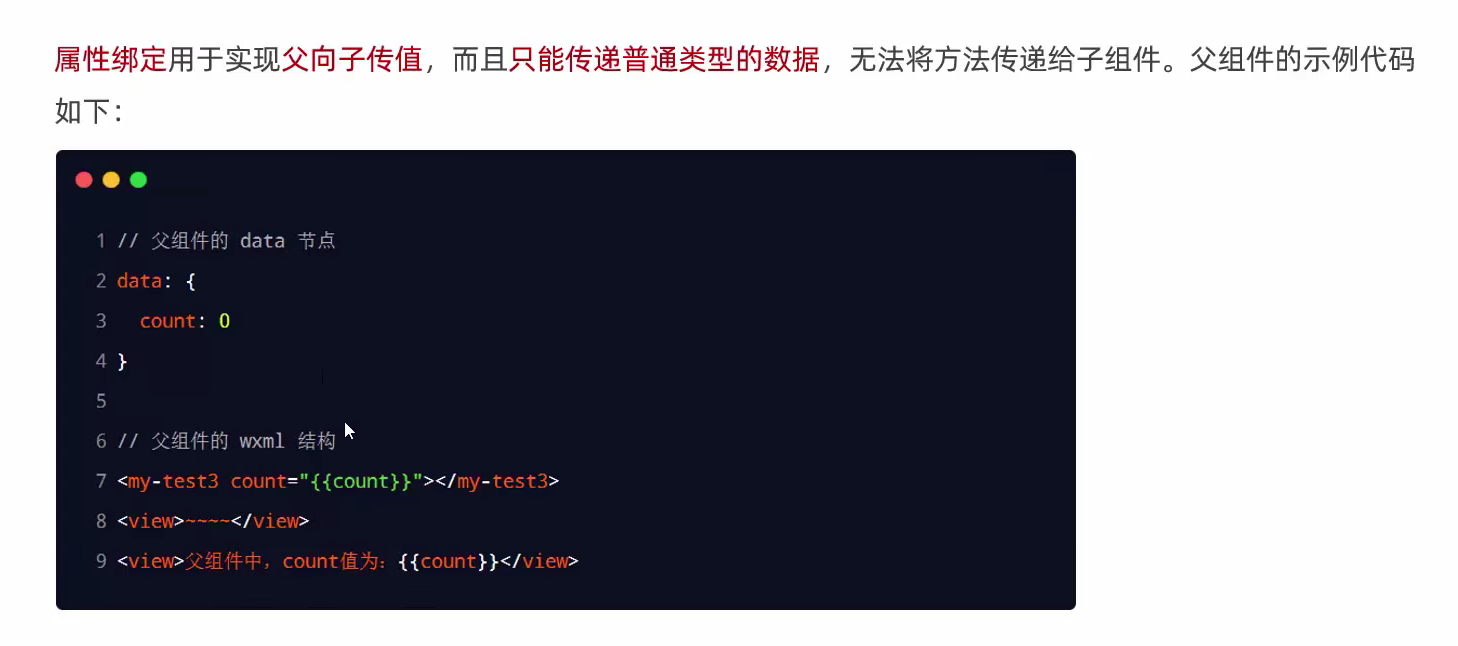 属性绑定用于实现父向子传值，而且只能传递普通类型的数据，无法将方法传递给子组件。父组件的示例代码
如下：
1 // 父组件的 data 节点
2 data: {
3   count: 0
4 }
5
6 // 父组件的 wxml 结构
7 <my-test3 count="{{count}}"></my-test3>
8 <view>~~~~</view>
9 <view>父组件中，count值为：{{count}}</view>